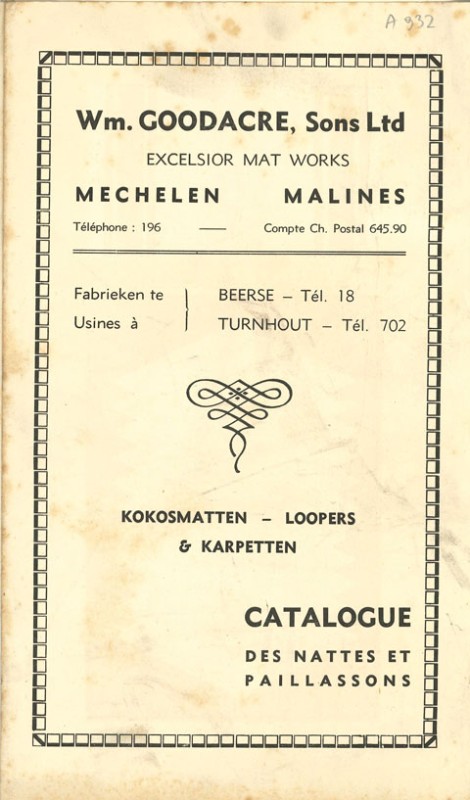 A 932
Wm. GOODACRE, Sons Ltd
EXCELSIOR MAT WORKS
MECHELEN MALINES
Téléphone : 196 — Compte Ch. Postal 645.90
Fabrieken te BEERSE – Tél. 18
Usines à TURNHOUT – Tél. 702
KOKOSMATTEN – LOOPERS
& KARPETTEN
CATALOGUE
DES NATTES ET
PAILLASSONS